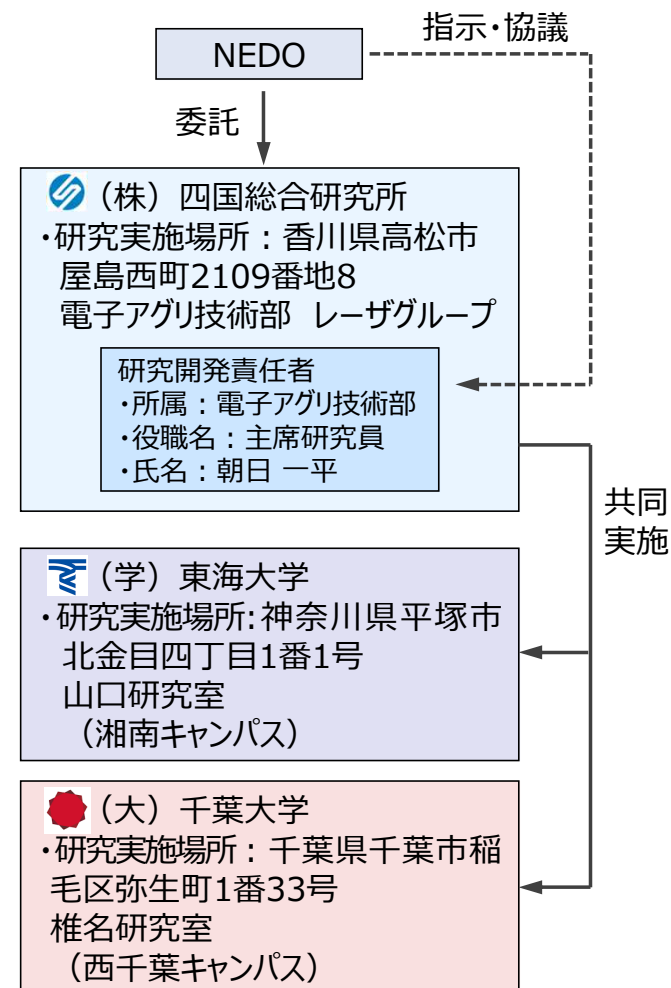 指示・協議
NEDO
委託
（株）四国総合研究所
・研究実施場所：香川県高松市
屋島西町2109番地8
電子アグリ技術部 レーザグループ
研究開発責任者
・所属：電子アグリ技術部
・役職名：主席研究員
・氏名：朝日 一平
共同
実施
（学）東海大学
・研究実施場所：神奈川県平塚市
北金目四丁目1番1号
山口研究室
（湘南キャンパス）
（大）千葉大学
・研究実施場所：千葉県千葉市稲
毛区弥生町1番33号
椎名研究室
（西千葉キャンパス）